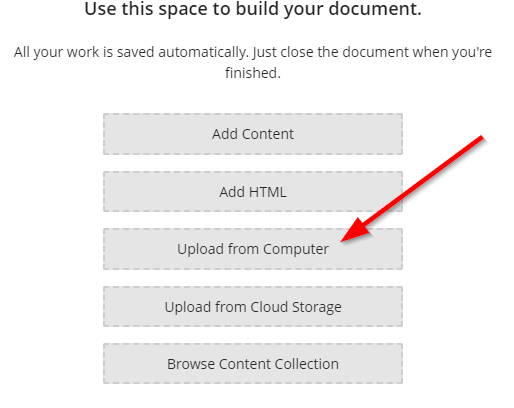 Use this space to build your document.
All your work is saved automatically. Just close the document when you're
finished.
Add Content
Add HTML
Upload from Computer
Upload from Cloud Storage
Browse Content Collection